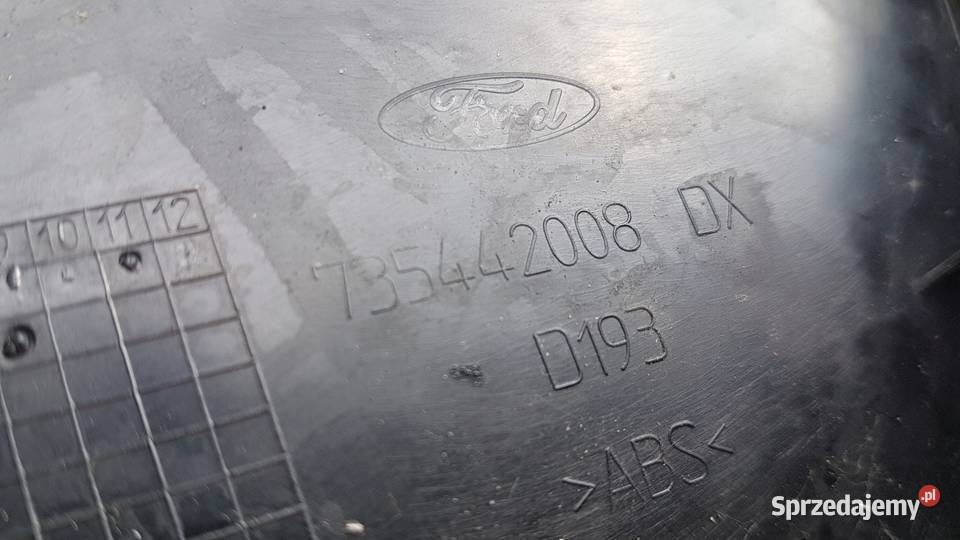 Ford
10 11 12
735442008 DX
D193
>ABS<
Sprzedajemy.pl